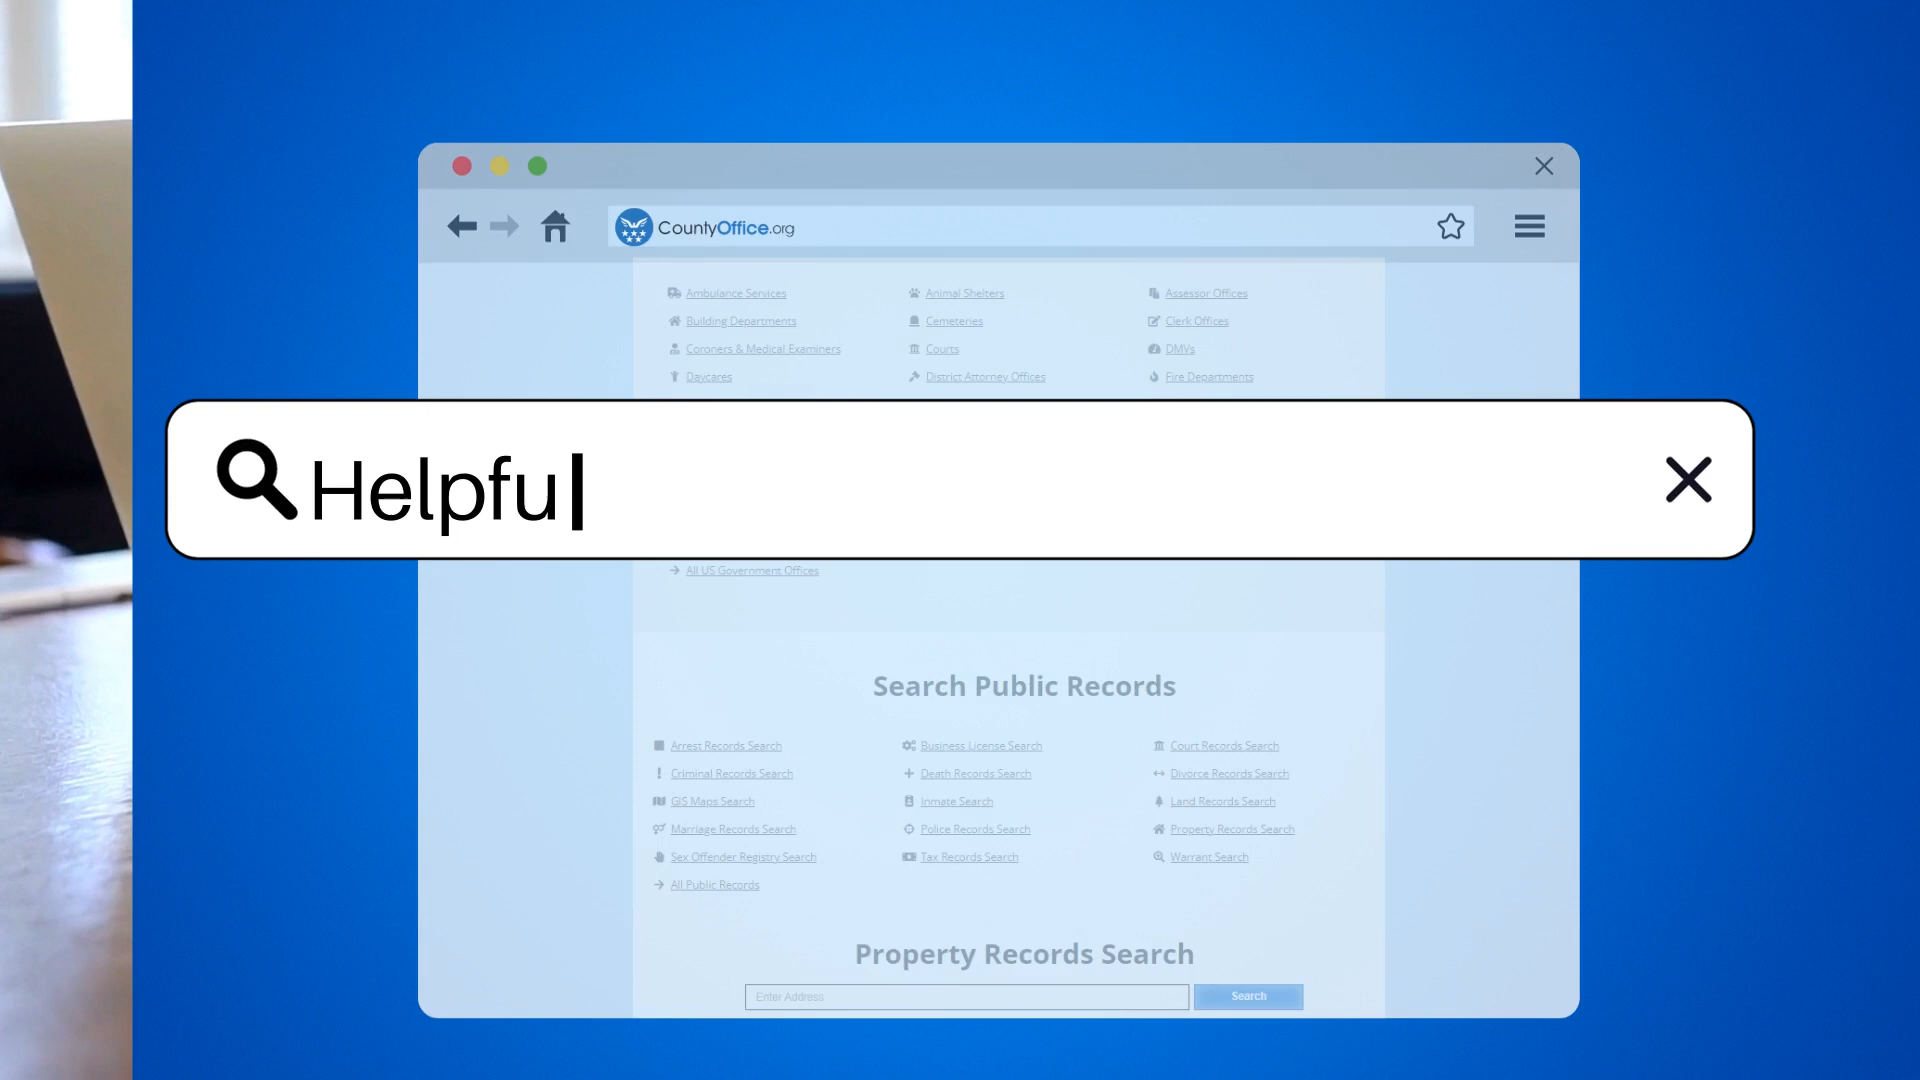 CountyOffice.org
Ambulance Services Animal Shelters Assessor Offices
Building Departments Cemeteries Clerk Offices
Coroners & Medical Examiners Courts DMVs
Daycares District Attorney Offices Fire Departments
Helpfu
All US Government Offices
Search Public Records
Arrest Records Search Business License Search Court Records Search
Criminal Records Search Death Records Search Divorce Records Search
GIS Maps Search Inmate Search Land Records Search
Marriage Records Search Police Records Search Property Records Search
Sex Offender Registry Search Tax Records Search Warrant Search
All Public Records
Property Records Search
Enter Address Search